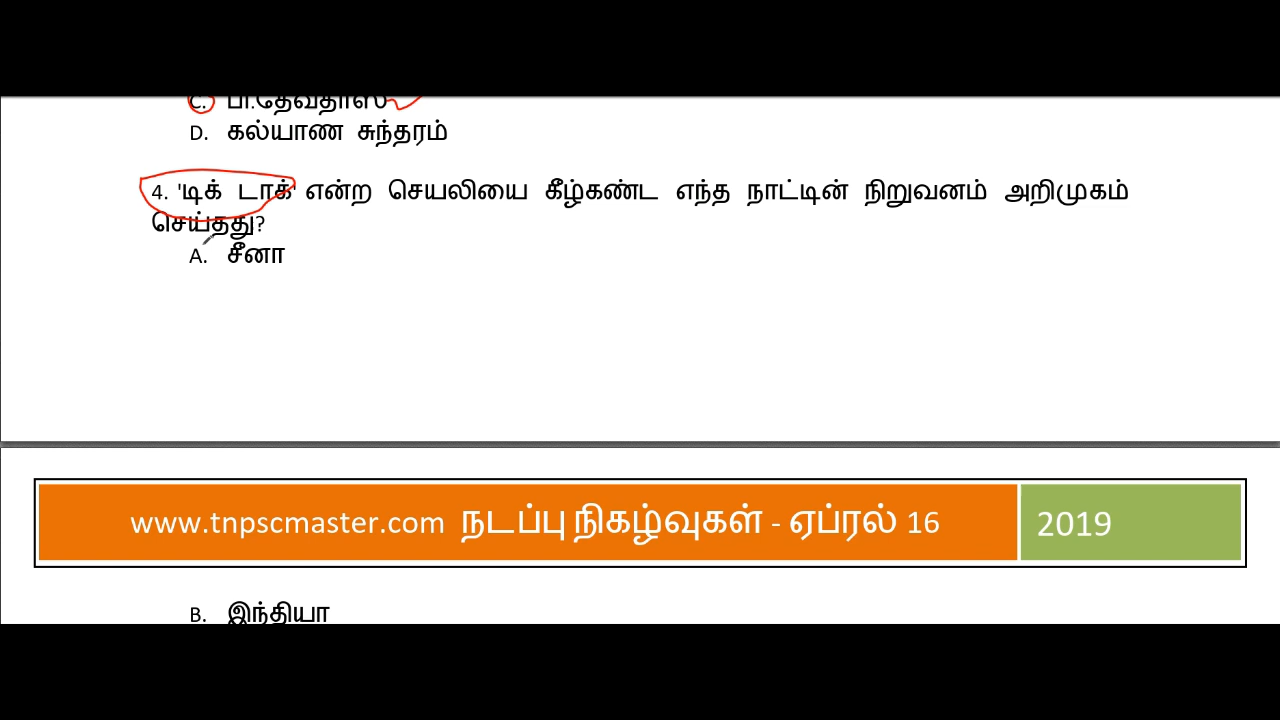 C. பி.தேவதாஸ்
D. கல்யாண சுந்தரம்
4. 'டிக் டாக்' என்ற செயலியை கீழ்கண்ட எந்த நாட்டின் நிறுவனம் அறிமுகம்
செய்தது?
A. சீனா
www.tnpscmaster.com நடப்பு நிகழ்வுகள் - ஏப்ரல் 16 2019
B. இந்தியா